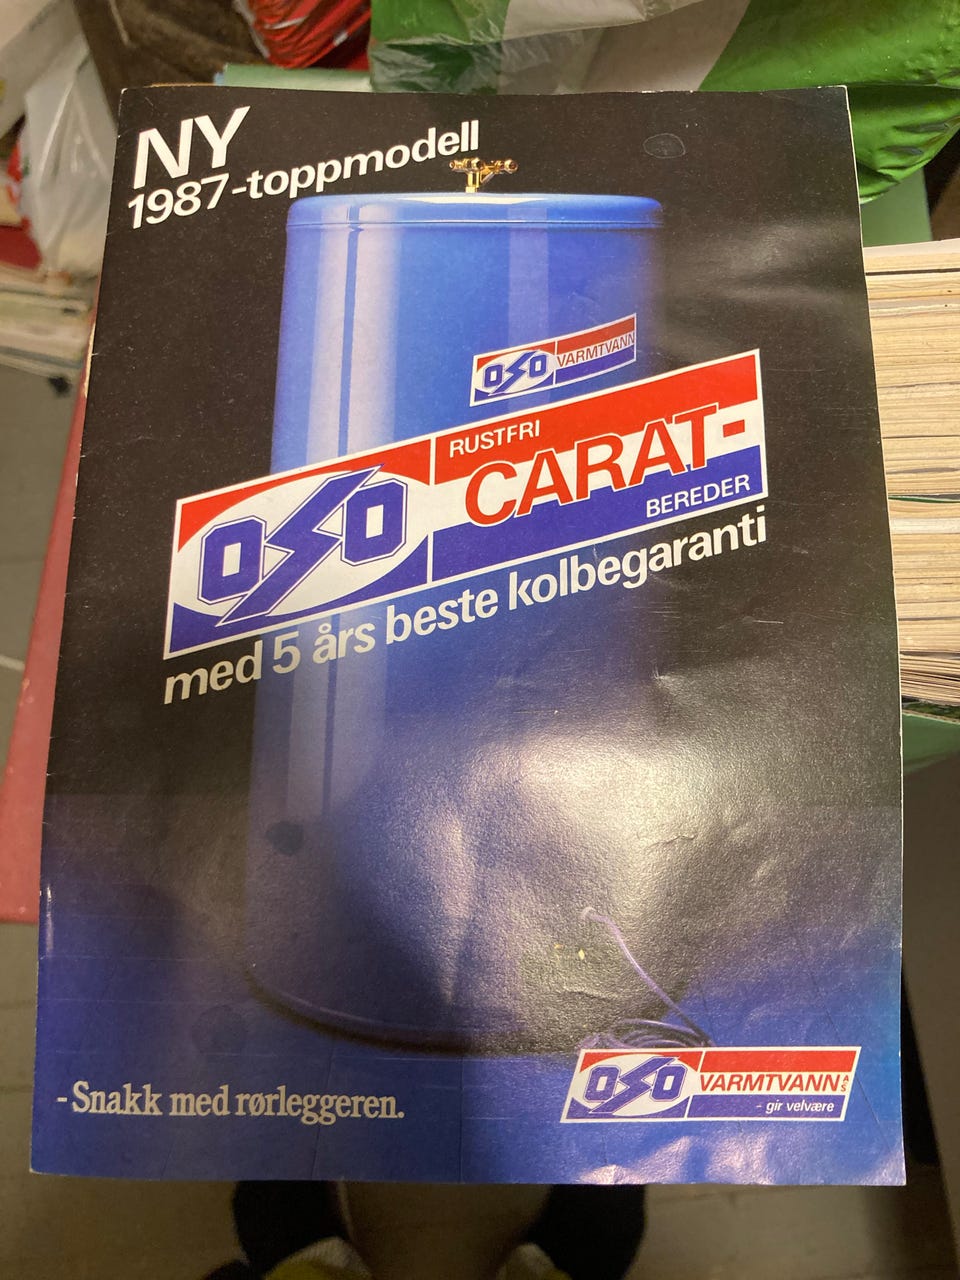 NY
1987-toppmodell
OSO VARMTVANN
OSO
RUSTFRI
CARAT-
BEREDER
med 5 års beste kolbegaranti
- Snakk med rørleggeren.
OSO VARMTVANN AS
- gir velvære